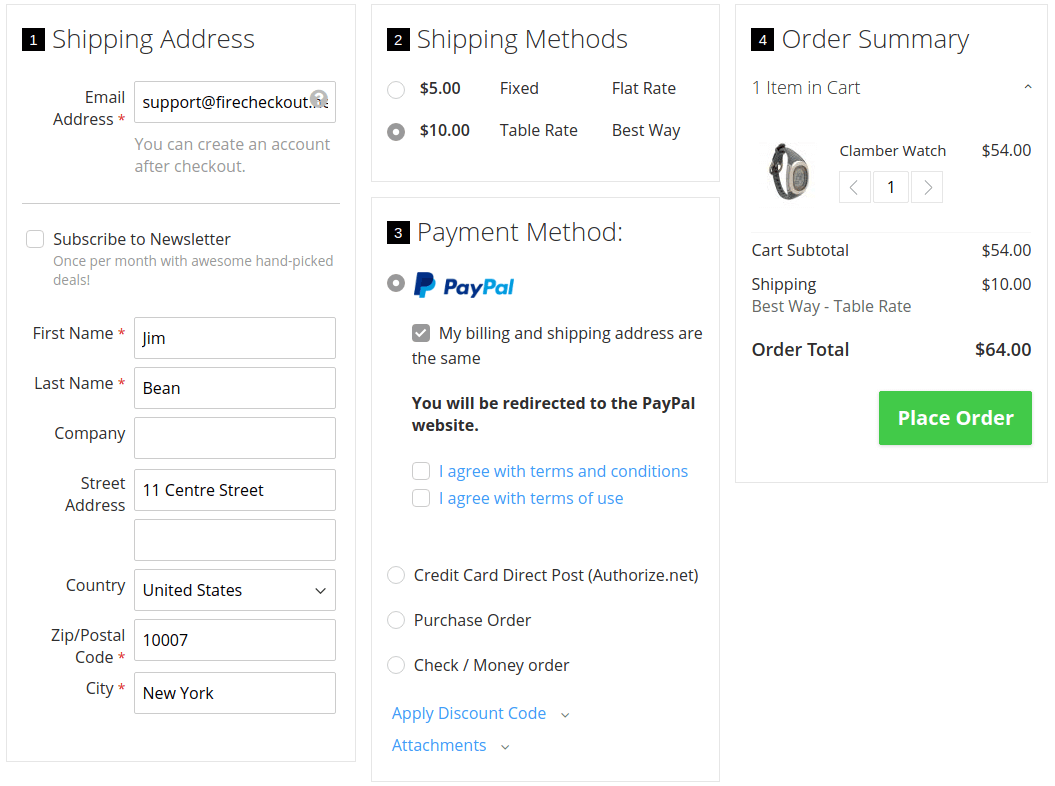 1 Shipping Address
Email
Address *
support@firecheckout.
You can create an account
after checkout.
Subscribe to Newsletter
Once per month with awesome hand-picked
deals!
First Name *
Jim
Last Name *
Bean
Company
Street
Address
11 Centre Street
Country
United States
Zip/Postal
Code *
10007
City *
New York
2 Shipping Methods
$5.00 Fixed Flat Rate
$10.00 Table Rate Best Way
3 Payment Method:
PayPal
My billing and shipping address are
the same
You will be redirected to the PayPal
website.
I agree with terms and conditions
I agree with terms of use
Credit Card Direct Post (Authorize.net)
Purchase Order
Check / Money order
Apply Discount Code
Attachments
4 Order Summary
1 Item in Cart
Clamber Watch $54.00
1
Cart Subtotal $54.00
Shipping $10.00
Best Way - Table Rate
Order Total $64.00
Place Order